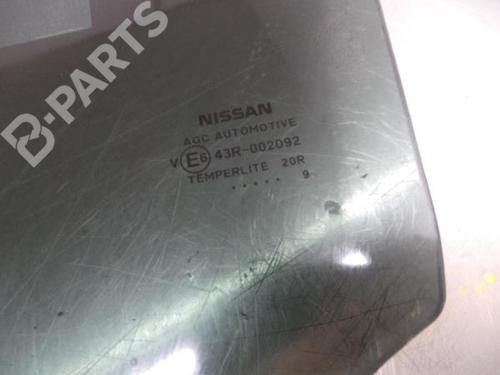 B-PARTS
NISSAN
AGC AUTOMOTIVE
V E6 43R-002092
TEMPERLITE 20R
..... 9